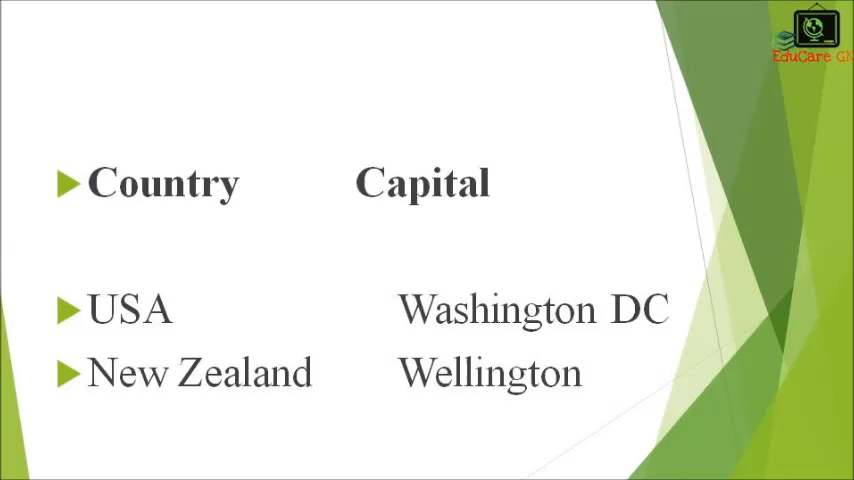 EduCare GK
Country Capital
USA Washington DC
New Zealand Wellington